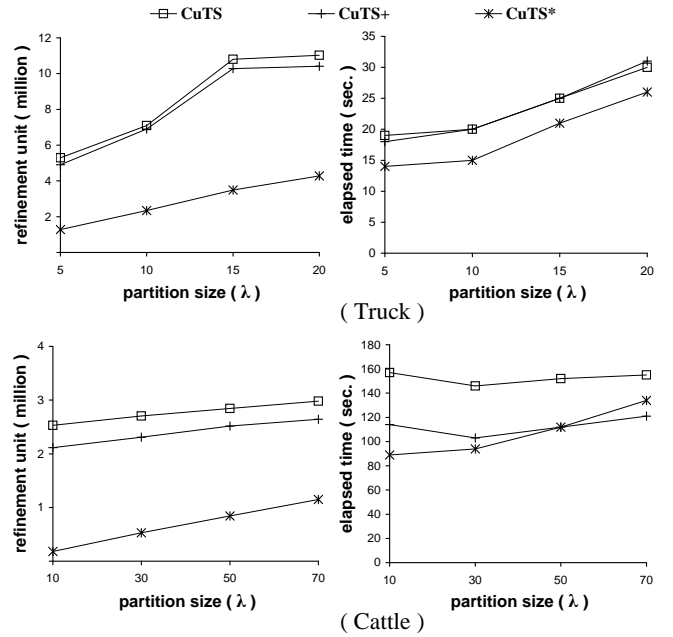 CuTS CuTS+ CuTS*
refinement unit ( million )
12
10
8
6
4
2
5 10 15 20
partition size ( λ )
elapsed time ( sec. )
35
30
25
20
15
10
5
0
5 10 15 20
partition size ( λ )
( Truck )
refinement unit ( million )
4
3
2
1
10 30 50 70
partition size ( λ )
elapsed time ( sec. )
180
160
140
120
100
80
60
40
20
0
10 30 50 70
partition size ( λ )
( Cattle )